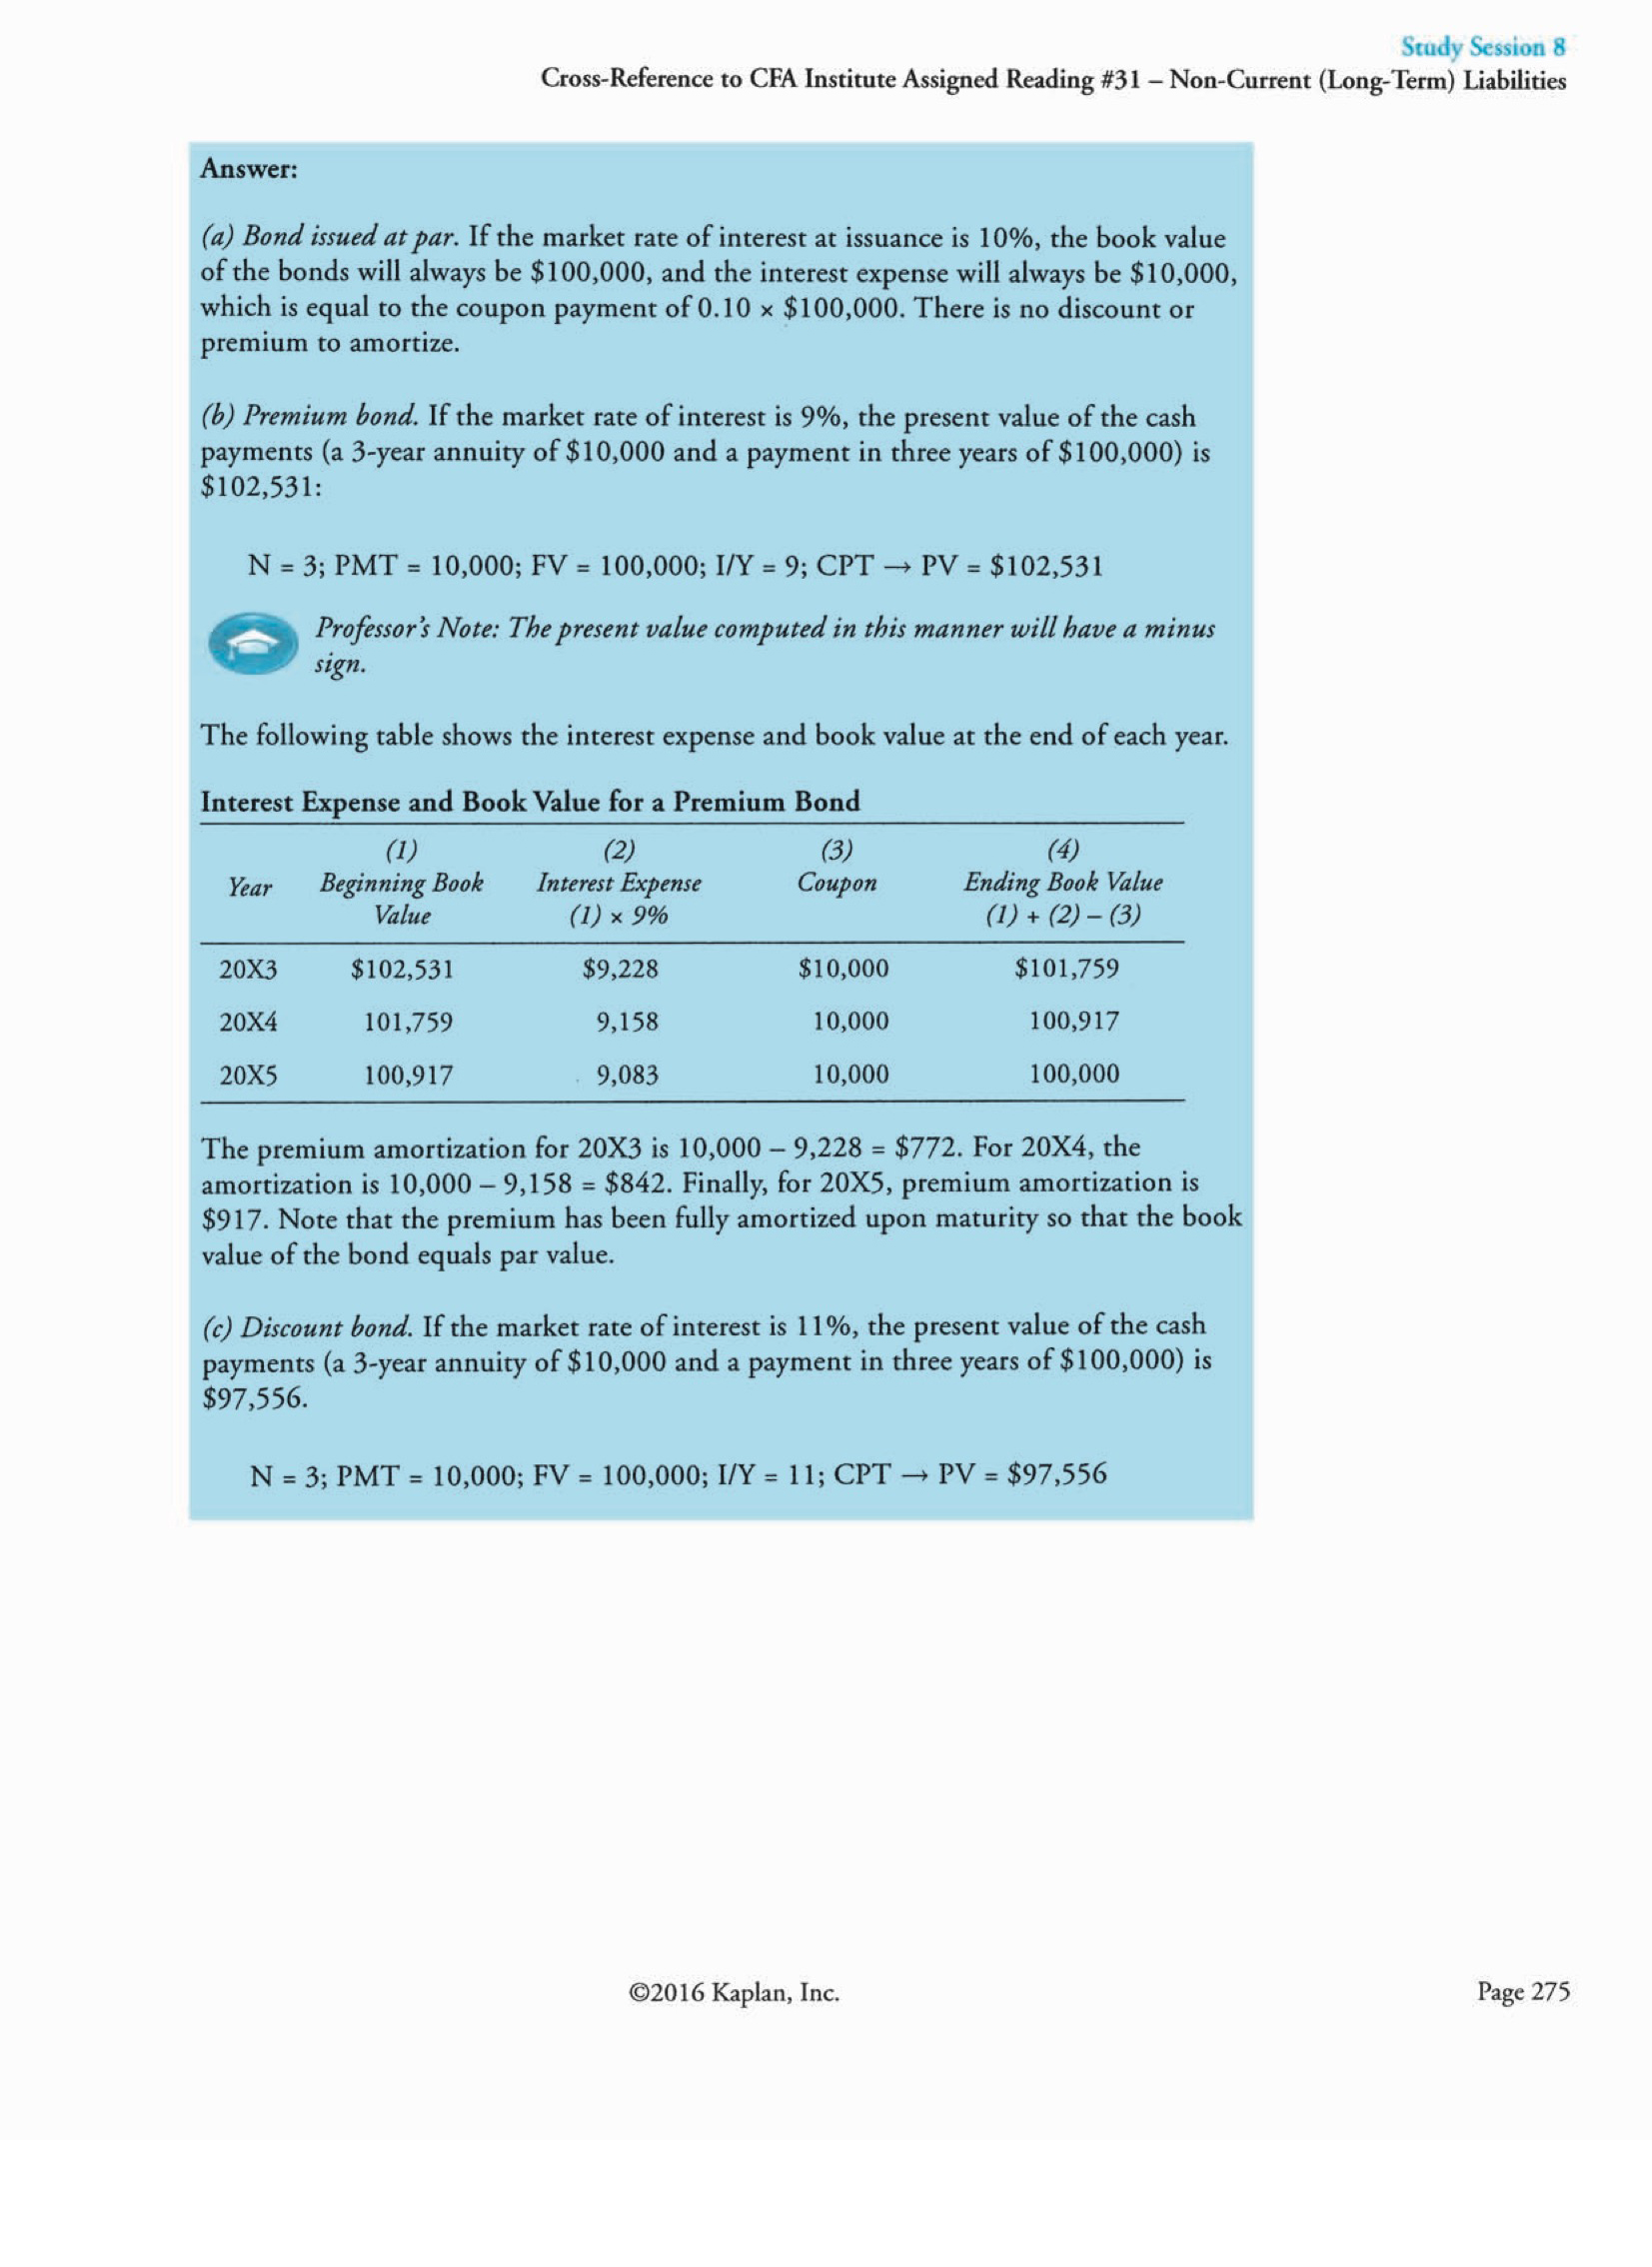 Study Session 8
Cross-Reference to CFA Institute Assigned Reading #31 – Non-Current (Long-Term) Liabilities
Answer:
(a) Bond issued at par. If the market rate of interest at issuance is 10%, the book value
of the bonds will always be $100,000, and the interest expense will always be $10,000,
which is equal to the coupon payment of 0.10 × $100,000. There is no discount or
premium to amortize.
(b) Premium bond. If the market rate of interest is 9%, the present value of the cash
payments (a 3-year annuity of $10,000 and a payment in three years of $100,000) is
$102,531:
N = 3; PMT = 10,000; FV = 100,000; I/Y = 9; CPT → PV = $102,531
Professor's Note: The present value computed in this manner will have a minus
sign.
The following table shows the interest expense and book value at the end of each year.
Interest Expense and Book Value for a Premium Bond
(1) (2) (3) (4)
Year Beginning Book Interest Expense Coupon Ending Book Value
Value (1) × 9% (1) + (2) – (3)
20X3 $102,531 $9,228 $10,000 $101,759
20X4 101,759 9,158 10,000 100,917
20X5 100,917 9,083 10,000 100,000
The premium amortization for 20X3 is 10,000 – 9,228 = $772. For 20X4, the
amortization is 10,000 – 9,158 = $842. Finally, for 20X5, premium amortization is
$917. Note that the premium has been fully amortized upon maturity so that the book
value of the bond equals par value.
(c) Discount bond. If the market rate of interest is 11%, the present value of the cash
payments (a 3-year annuity of $10,000 and a payment in three years of $100,000) is
$97,556.
N = 3; PMT = 10,000; FV = 100,000; I/Y = 11; CPT → PV = $97,556
©2016 Kaplan, Inc.
Page 275